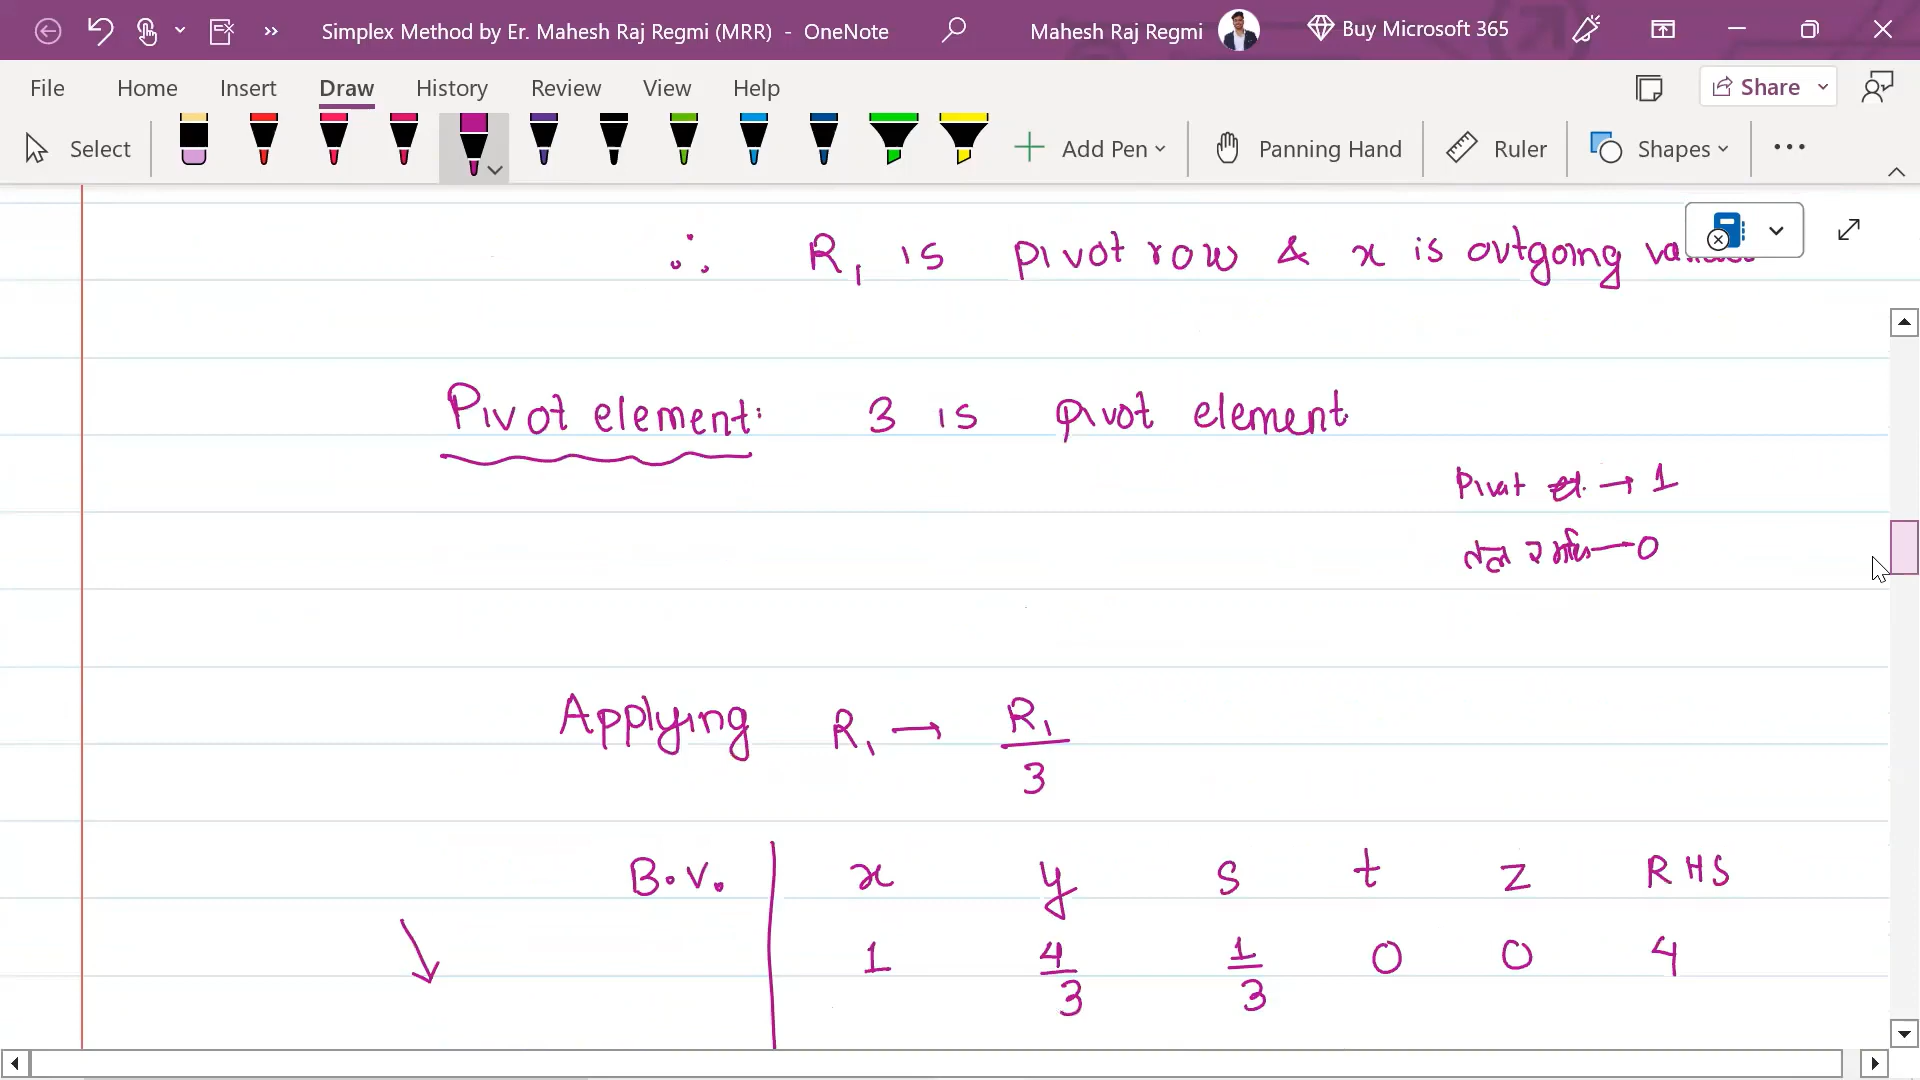 Simplex Method by Er. Mahesh Raj Regmi (MRR) - OneNote
Mahesh Raj Regmi
Buy Microsoft 365
File Home Insert Draw History Review View Help
Share
Select
Add Pen
Panning Hand
Ruler
Shapes
∴ R₁ is pivot row & x is outgoing
Pivot element: 3 is pivot element
Pivot → 1
→ 0
Applying R₁ → R₁/3
B.V. x y s t z RHS
1 4/3 1/3 0 0 4